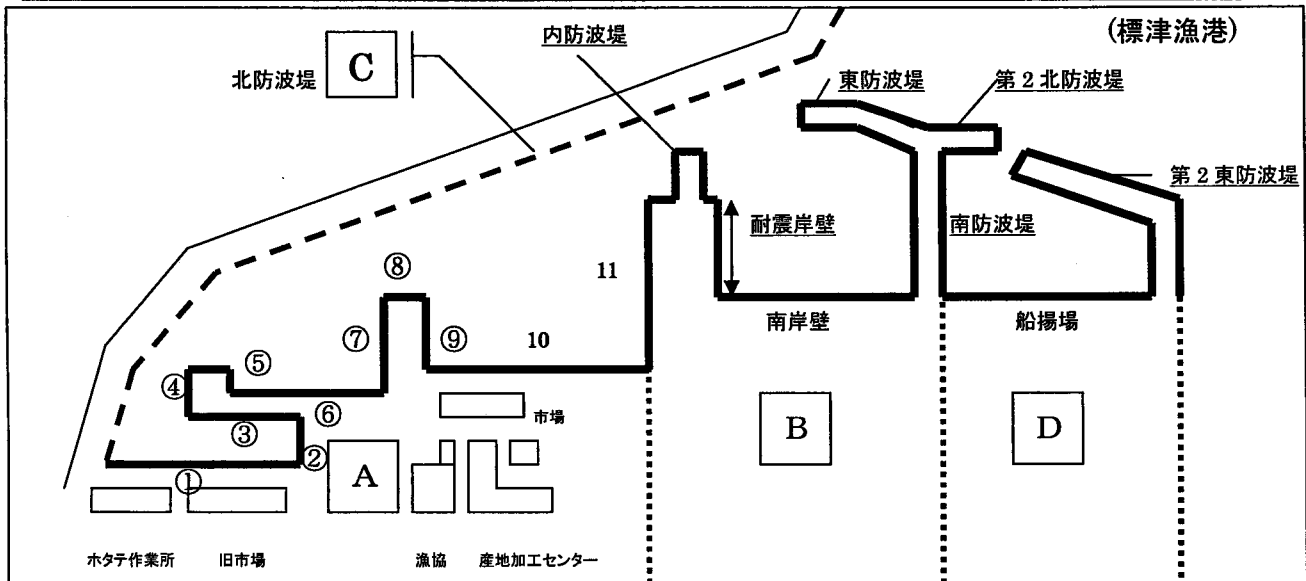 (標津漁港)
内防波堤
北防波堤
C
東防波堤
第2北防波堤
第2東防波堤
耐震岸壁
南防波堤
⑧
11
⑦
⑨
10
南岸壁
船揚場
⑤
④
⑥
③
市場
②
①
A
B
D
ホタテ作業所
旧市場
漁協
産地加工センター